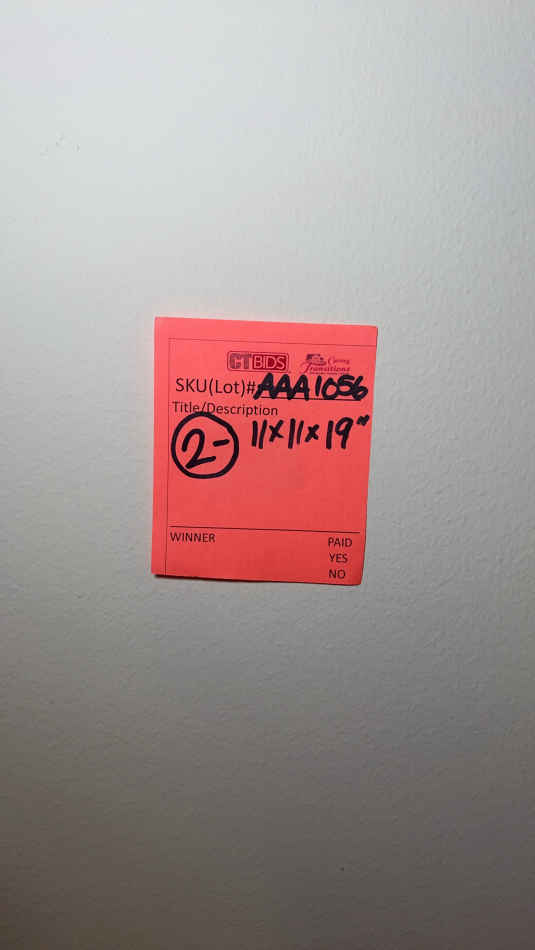 CTBIDS
Caring
Transitions
SKU(Lot)#AAA1056
Title/Description
2- 11x11x19"
WINNER
PAID
YES
NO